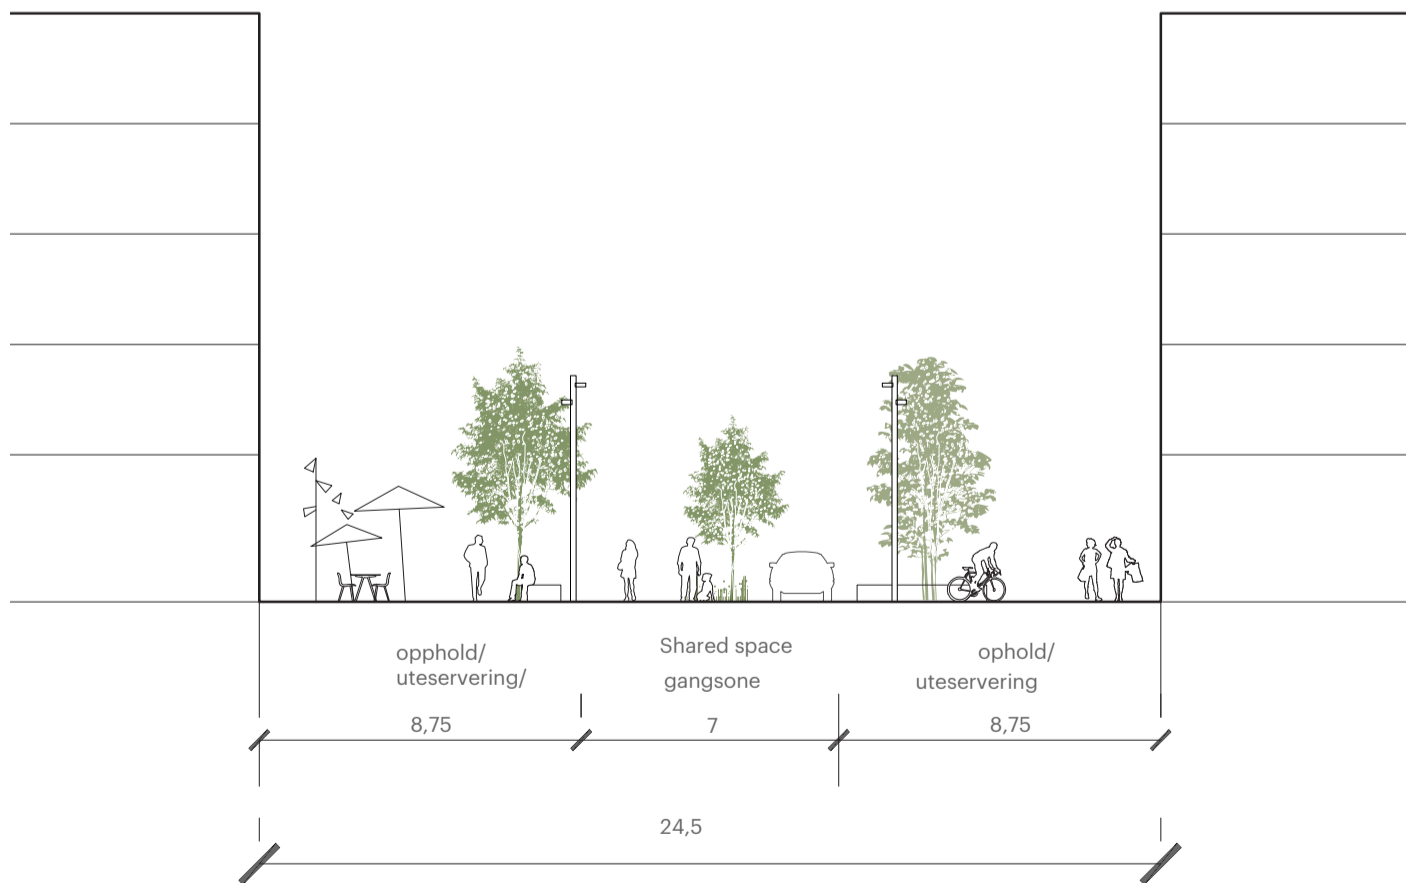 opphold/
uteservering/
Shared space
gangsone
ophold/
uteservering
8,75
7
8,75
24,5